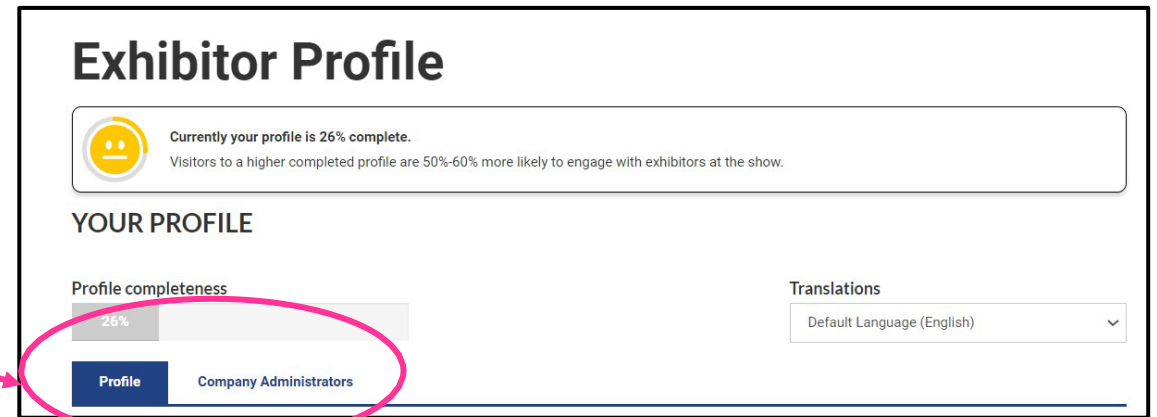 Exhibitor Profile
Currently your profile is 26% complete.
Visitors to a higher completed profile are 50%-60% more likely to engage with exhibitors at the show.
YOUR PROFILE
Profile completeness
26%
Translations
Default Language (English)
Profile
Company Administrators